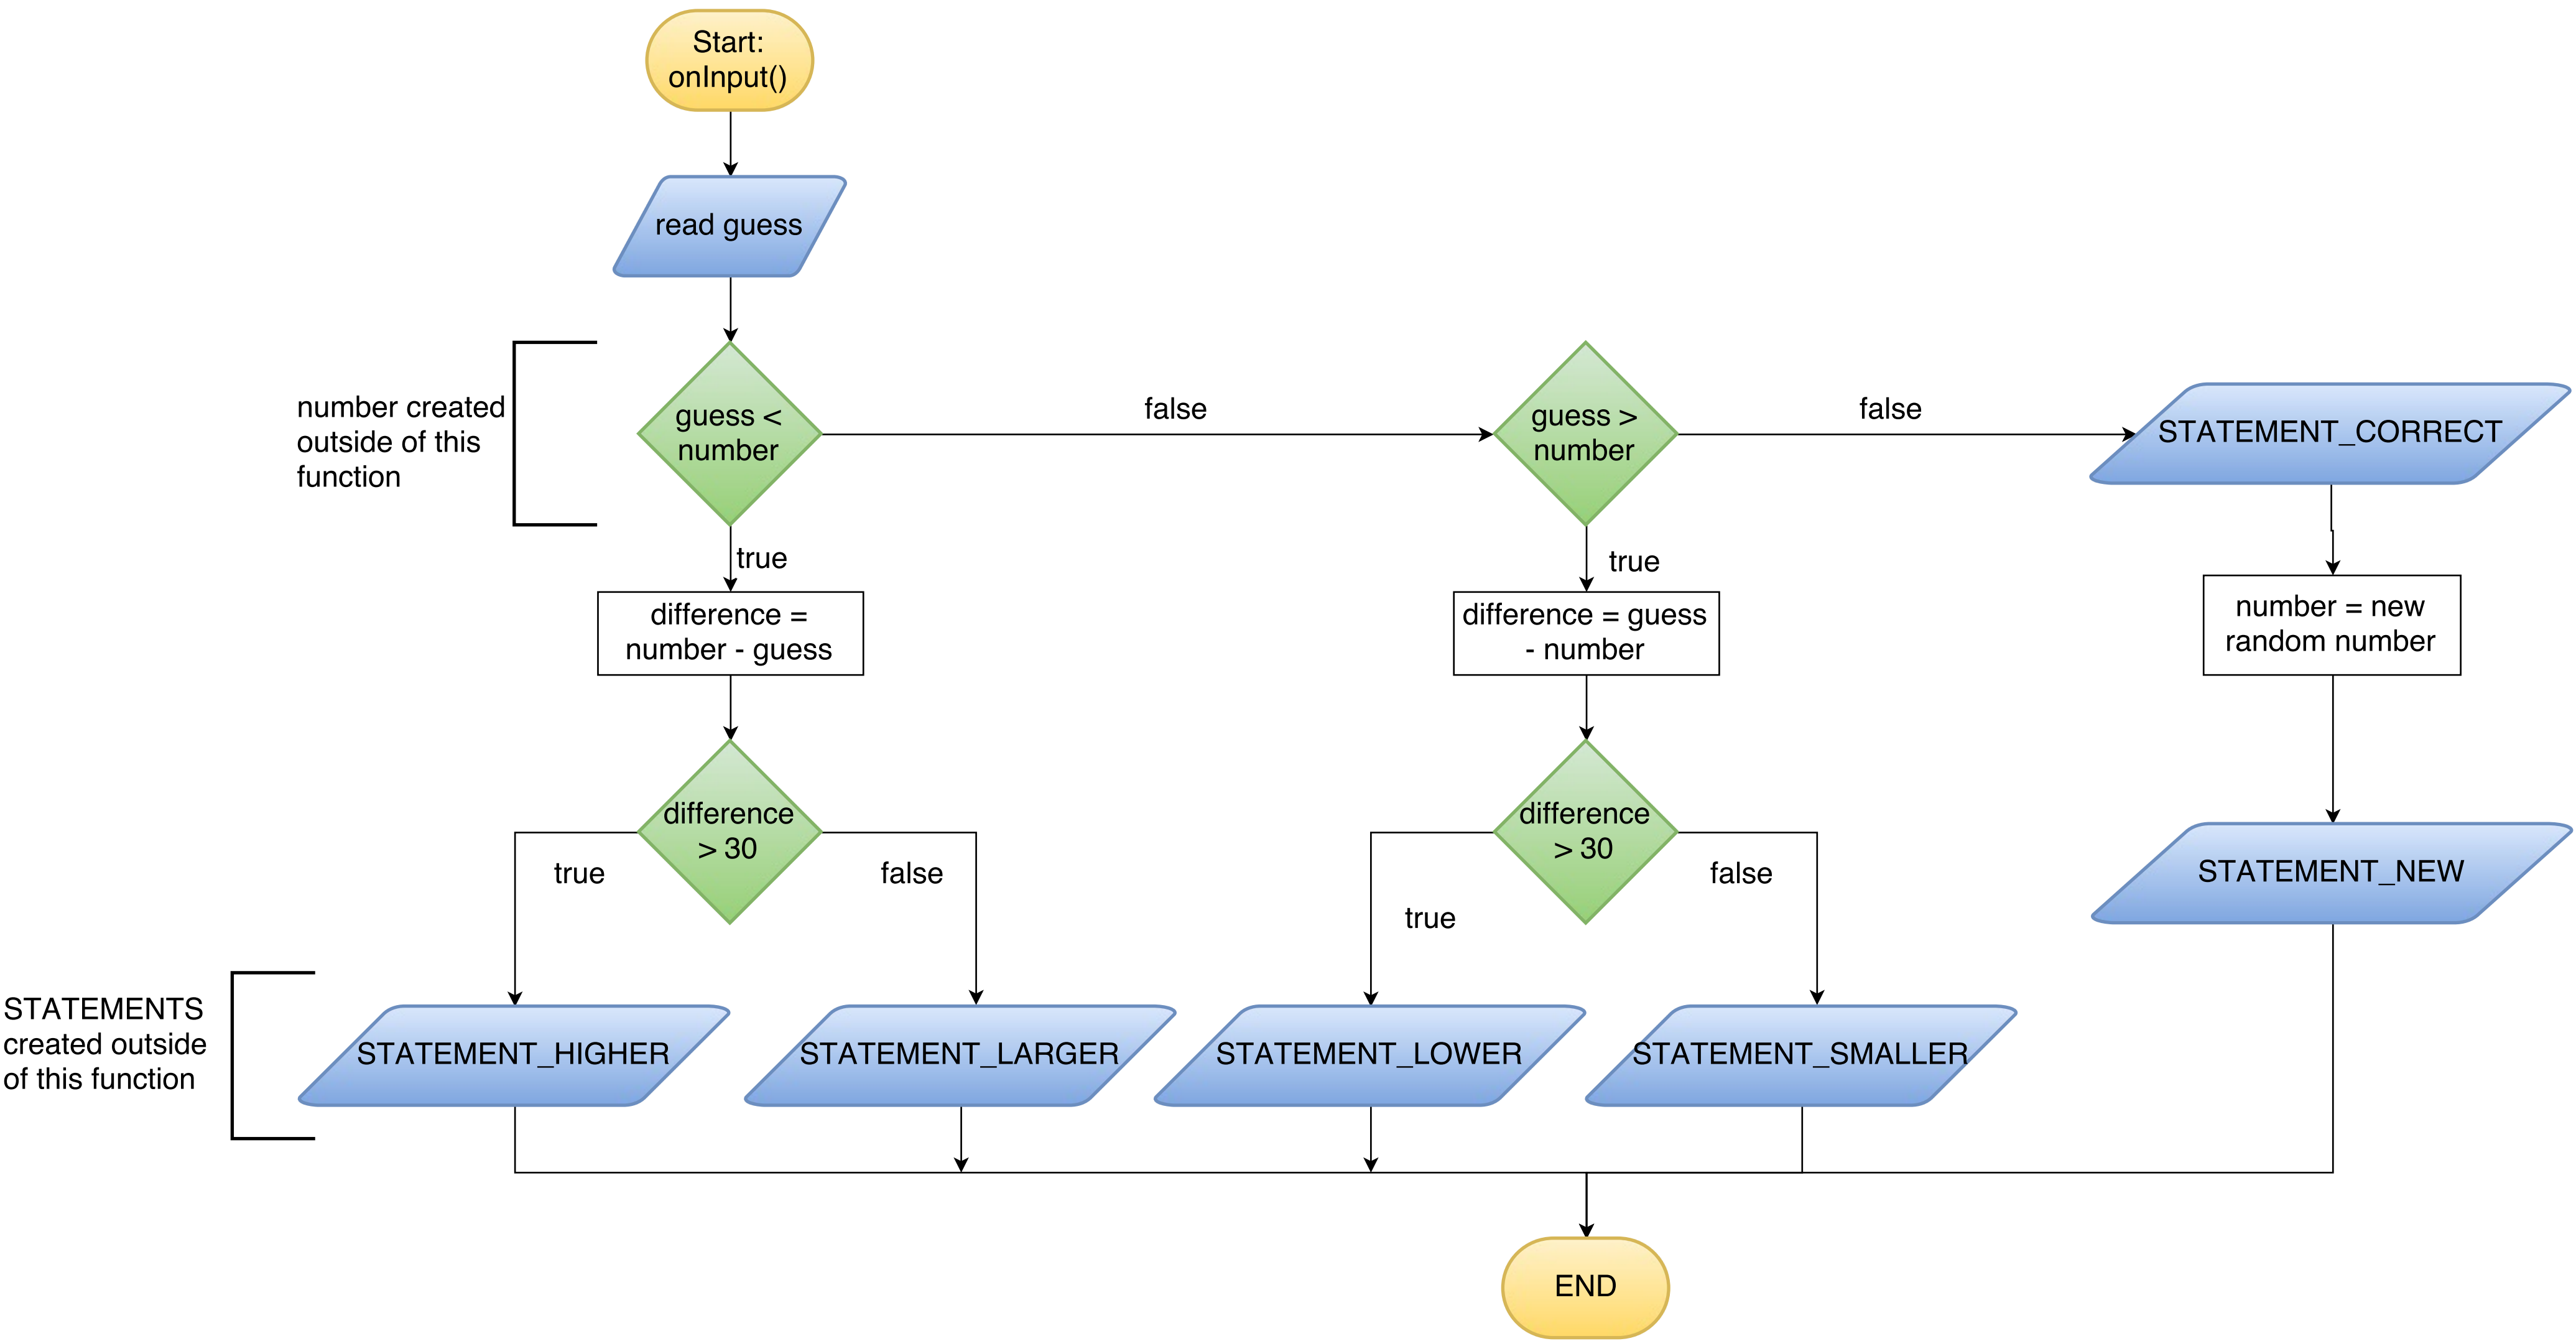 Start:
onInput()
read guess
number created
outside of this
function
guess <
number
false
guess >
number
false
STATEMENT_CORRECT
true
true
difference =
number - guess
difference = guess
- number
number = new
random number
difference
> 30
true
false
difference
> 30
true
false
STATEMENT_NEW
STATEMENTS
created outside
of this function
STATEMENT_HIGHER
STATEMENT_LARGER
STATEMENT_LOWER
STATEMENT_SMALLER
END